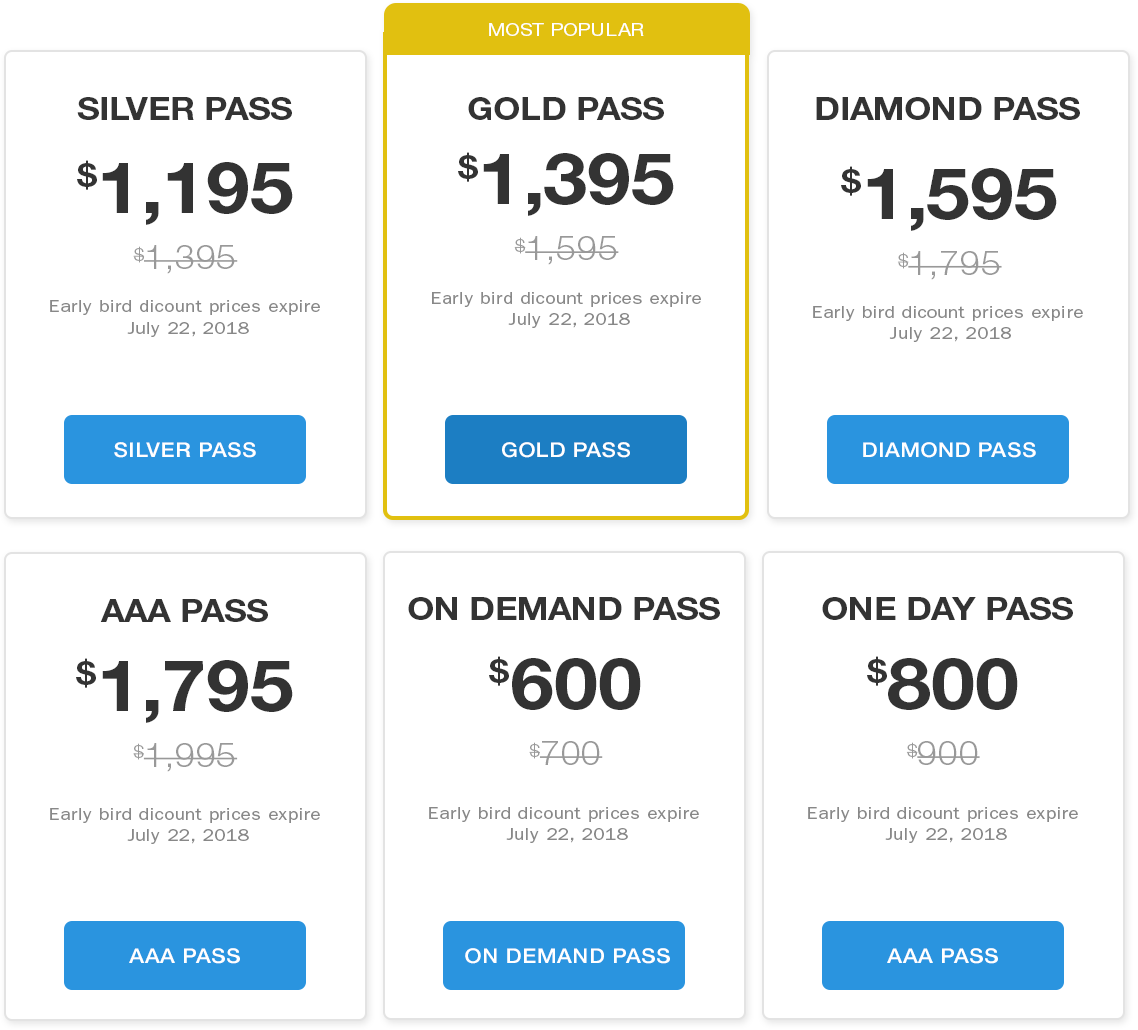 MOST POPULAR
SILVER PASS
$1,195
$1,395
Early bird dicount prices expire
July 22, 2018
SILVER PASS
GOLD PASS
$1,395
$1,595
Early bird dicount prices expire
July 22, 2018
GOLD PASS
DIAMOND PASS
$1,595
$1,795
Early bird dicount prices expire
July 22, 2018
DIAMOND PASS
AAA PASS
$1,795
$1,995
Early bird dicount prices expire
July 22, 2018
AAA PASS
ON DEMAND PASS
$600
$700
Early bird dicount prices expire
July 22, 2018
ON DEMAND PASS
ONE DAY PASS
$800
$900
Early bird dicount prices expire
July 22, 2018
AAA PASS